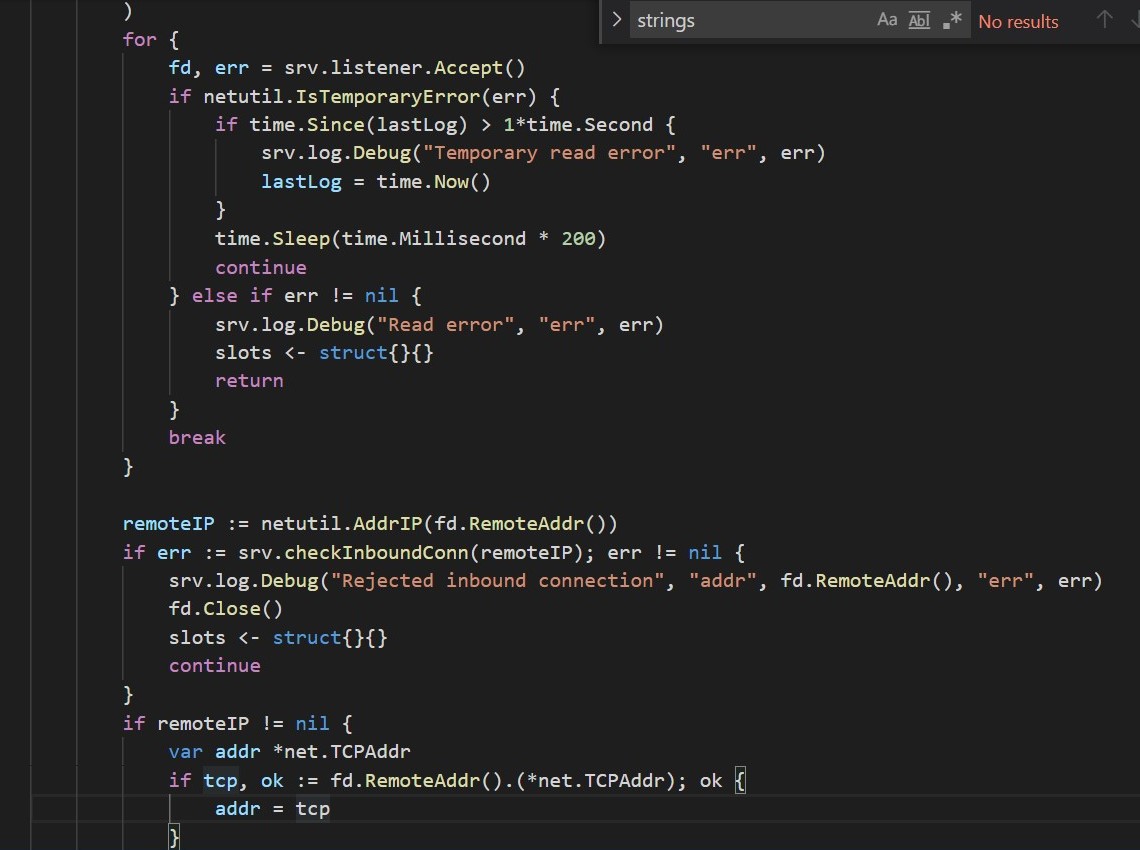 strings Aa Abl .* No results
)
for {
fd, err = srv.listener.Accept()
if netutil.IsTemporaryError(err) {
if time.Since(lastLog) > 1*time.Second {
srv.log.Debug("Temporary read error", "err", err)
lastLog = time.Now()
}
time.Sleep(time.Millisecond * 200)
continue
} else if err != nil {
srv.log.Debug("Read error", "err", err)
slots <- struct{}{}
return
}
break
}
remoteIP := netutil.AddrIP(fd.RemoteAddr())
if err := srv.checkInboundConn(remoteIP); err != nil {
srv.log.Debug("Rejected inbound connection", "addr", fd.RemoteAddr(), "err", err)
fd.Close()
slots <- struct{}{}
continue
}
if remoteIP != nil {
var addr *net.TCPAddr
if tcp, ok := fd.RemoteAddr().(*net.TCPAddr); ok {
addr = tcp
}